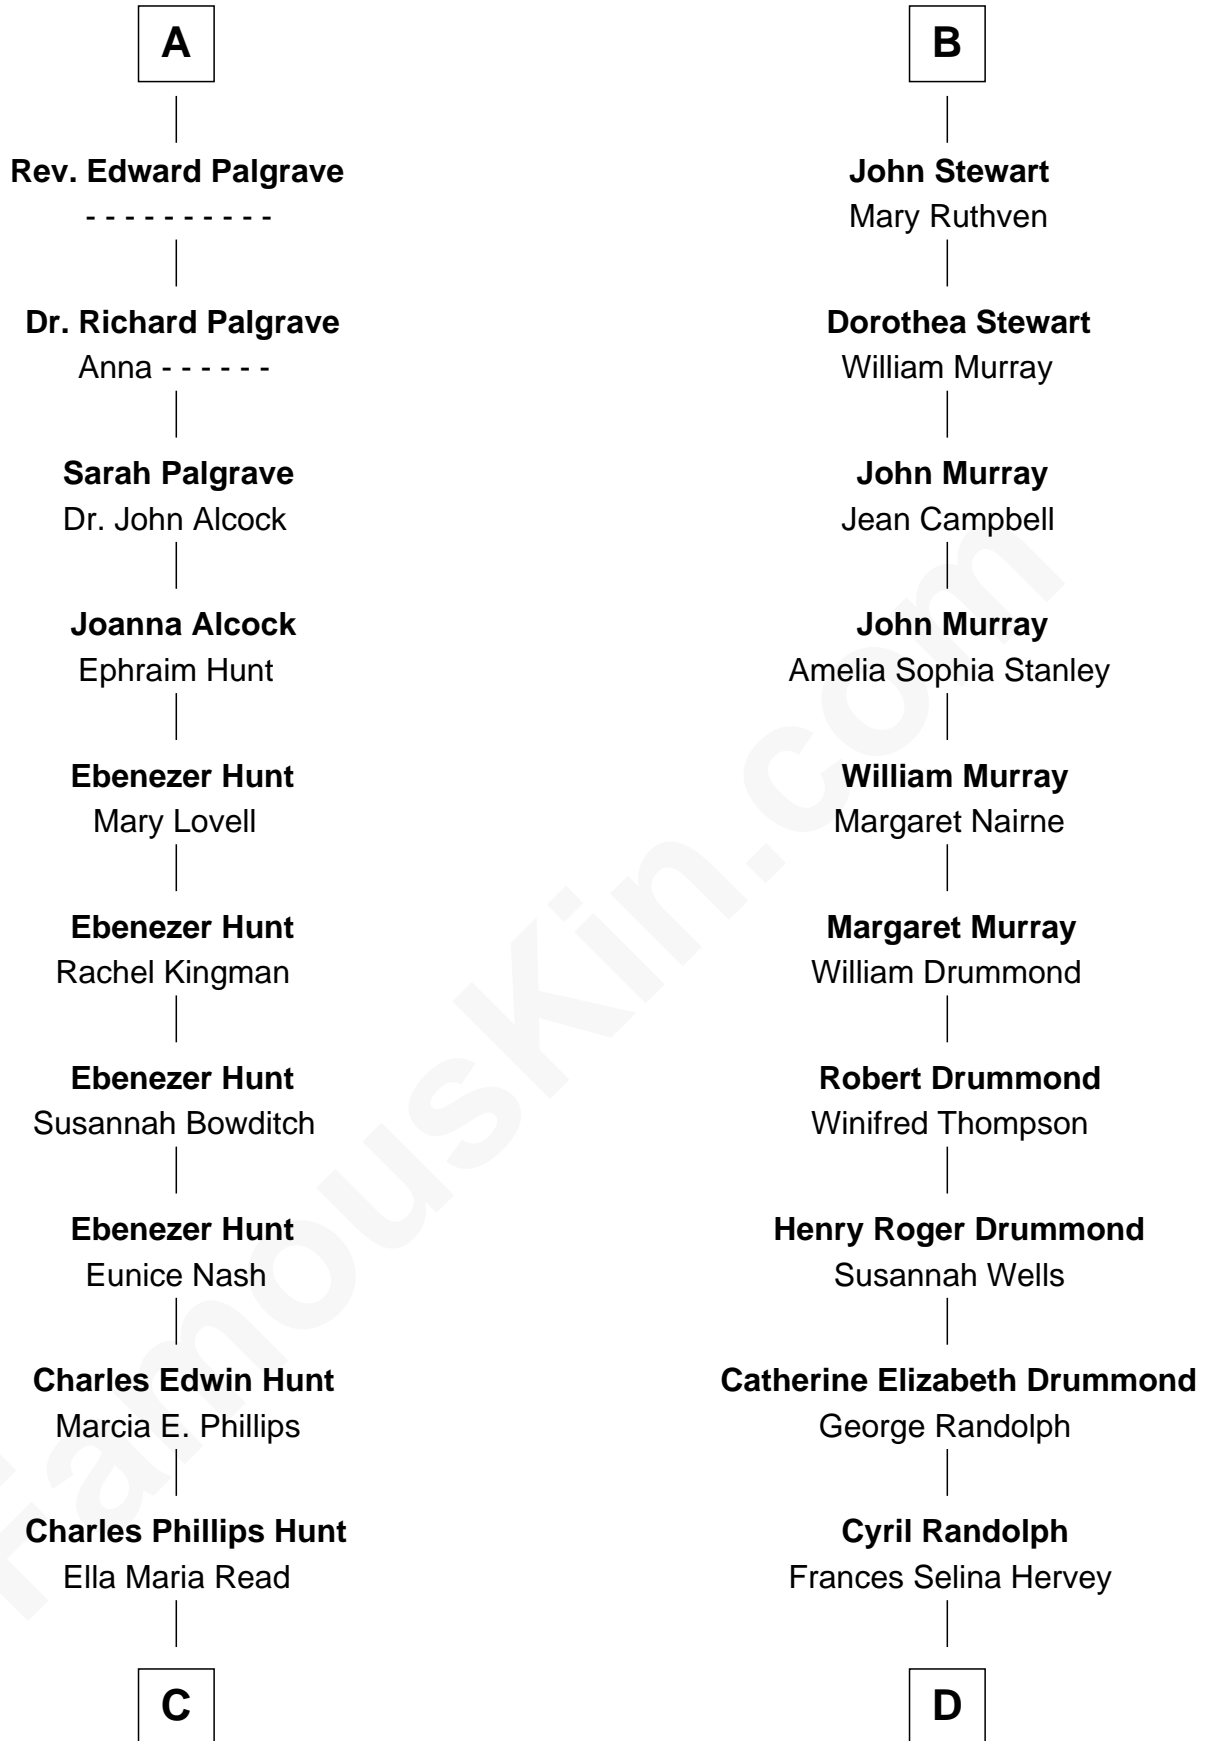 A
Rev. Edward Palgrave
- - - - - - - - - -
Dr. Richard Palgrave
Anna - - - - - -
Sarah Palgrave
Dr. John Alcock
Joanna Alcock
Ephraim Hunt
Ebenezer Hunt
Mary Lovell
Ebenezer Hunt
Rachel Kingman
Ebenezer Hunt
Susannah Bowditch
Ebenezer Hunt
Eunice Nash
Charles Edwin Hunt
Marcia E. Phillips
Charles Phillips Hunt
Ella Maria Read
C
B
John Stewart
Mary Ruthven
Dorothea Stewart
William Murray
John Murray
Jean Campbell
John Murray
Amelia Sophia Stanley
William Murray
Margaret Nairne
Margaret Murray
William Drummond
Robert Drummond
Winifred Thompson
Henry Roger Drummond
Susannah Wells
Catherine Elizabeth Drummond
George Randolph
Cyril Randolph
Frances Selina Hervey
D
FamousKin.com